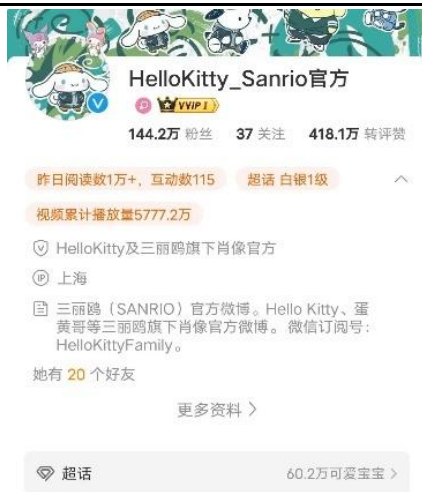 HelloKitty_Sanrio官方
VVIP I
144.2万 粉丝 37 关注 418.1万 转评赞
昨日阅读数1万+，互动数115 超话 白银1级
视频累计播放量5777.2万
HelloKitty及三丽鸥旗下肖像官方
IP 上海
三丽鸥（SANRIO）官方微博。Hello Kitty、蛋
黄哥等三丽鸥旗下肖像官方微博。微信订阅号：
HelloKittyFamily。
她有 20 个好友
更多资料
超话 60.2万可爱宝宝